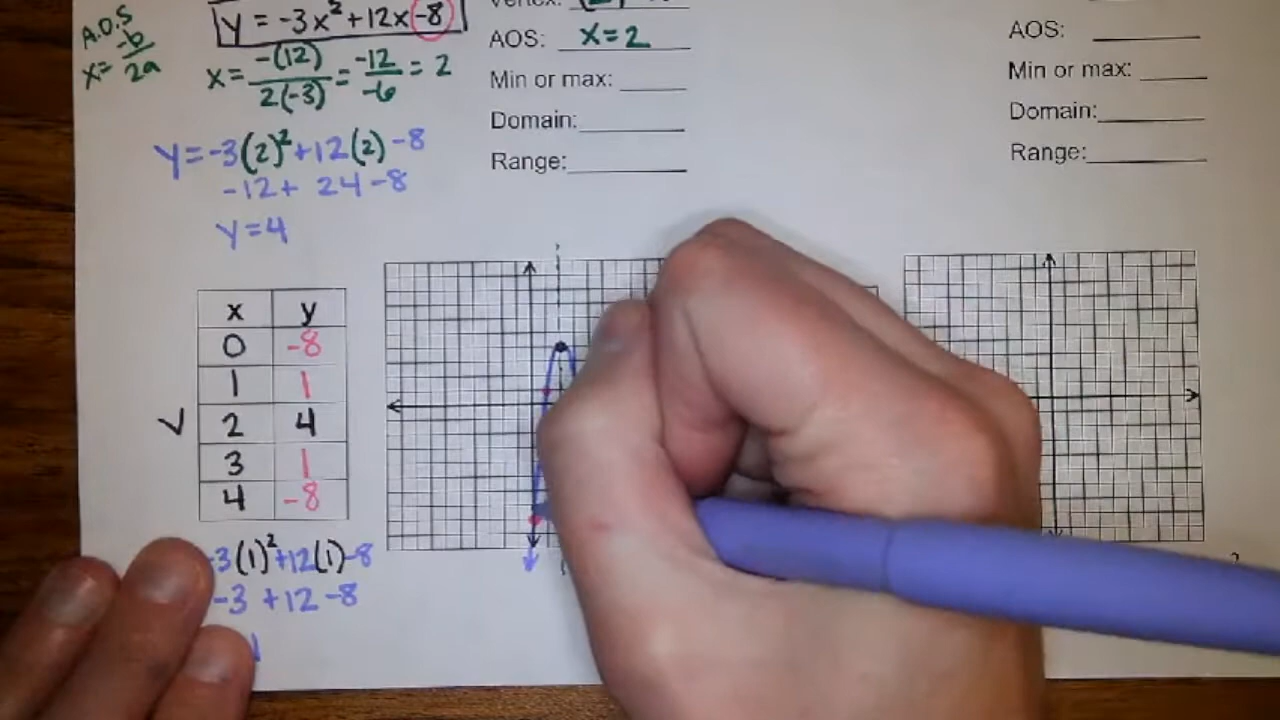 A.O.S
x = -b/2a
y = -3x² + 12x -8
x = -(12)/2(-3) = -12/-6 = 2
y = -3(2)² + 12(2) -8
-12 + 24 -8
y = 4
x y
0 -8
1 1
2 4
3 1
4 -8
-3(1)² +12(1) -8
-3 +12 -8
AOS: x = 2
Min or max:
Domain:
Range:
AOS:
Min or max:
Domain:
Range: